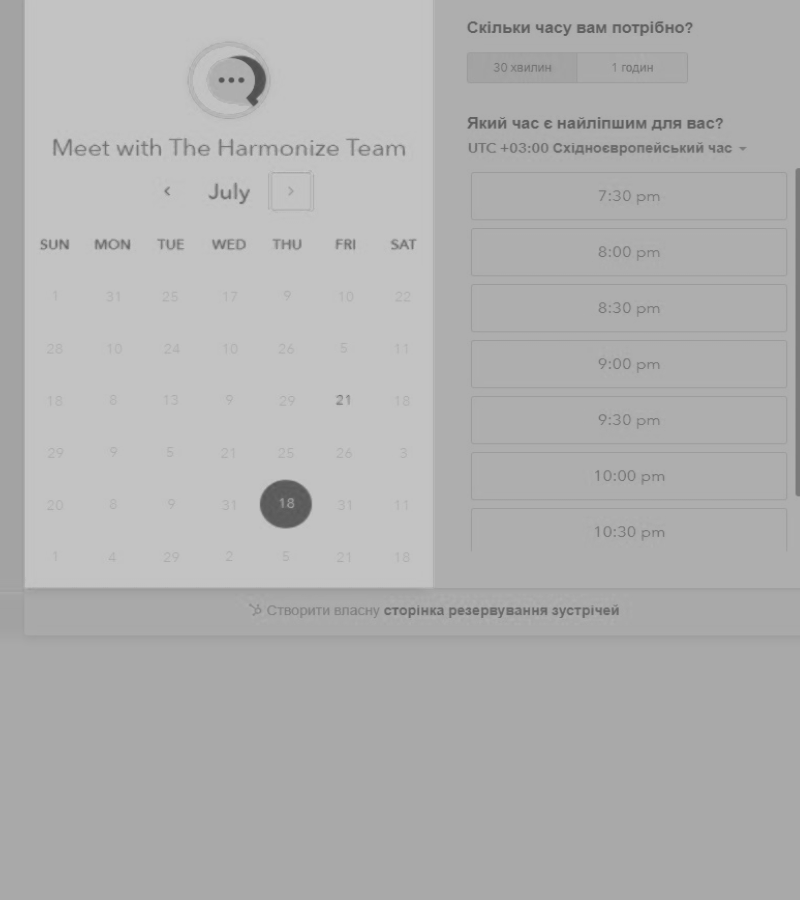 Meet with The Harmonize Team
July
SUN MON TUE WED THU FRI SAT
1 31 25 17 9 10 22
28 10 24 10 26 5 11
18 8 13 9 29 21 18
29 9 5 21 25 26 3
20 8 9 31 18 31 11
1 4 29 2 5 21 18
Скільки часу вам потрібно?
30 хвилин 1 годин
Який час є найліпшим для вас?
UTC +03:00 Східноєвропейський час
7:30 pm
8:00 pm
8:30 pm
9:00 pm
9:30 pm
10:00 pm
10:30 pm
Створити власну сторінка резервування зустрічей